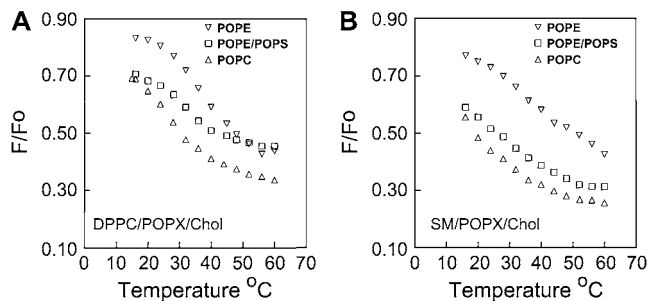 A
▽ POPE
□ POPE/POPS
△ POPC
F/Fo
0.90
0.70
0.50
0.30
0.10
DPPC/POPX/Chol
0 10 20 30 40 50 60 70
Temperature °C
B
▽ POPE
□ POPE/POPS
△ POPC
F/Fo
0.90
0.70
0.50
0.30
0.10
SM/POPX/Chol
0 10 20 30 40 50 60 70
Temperature °C